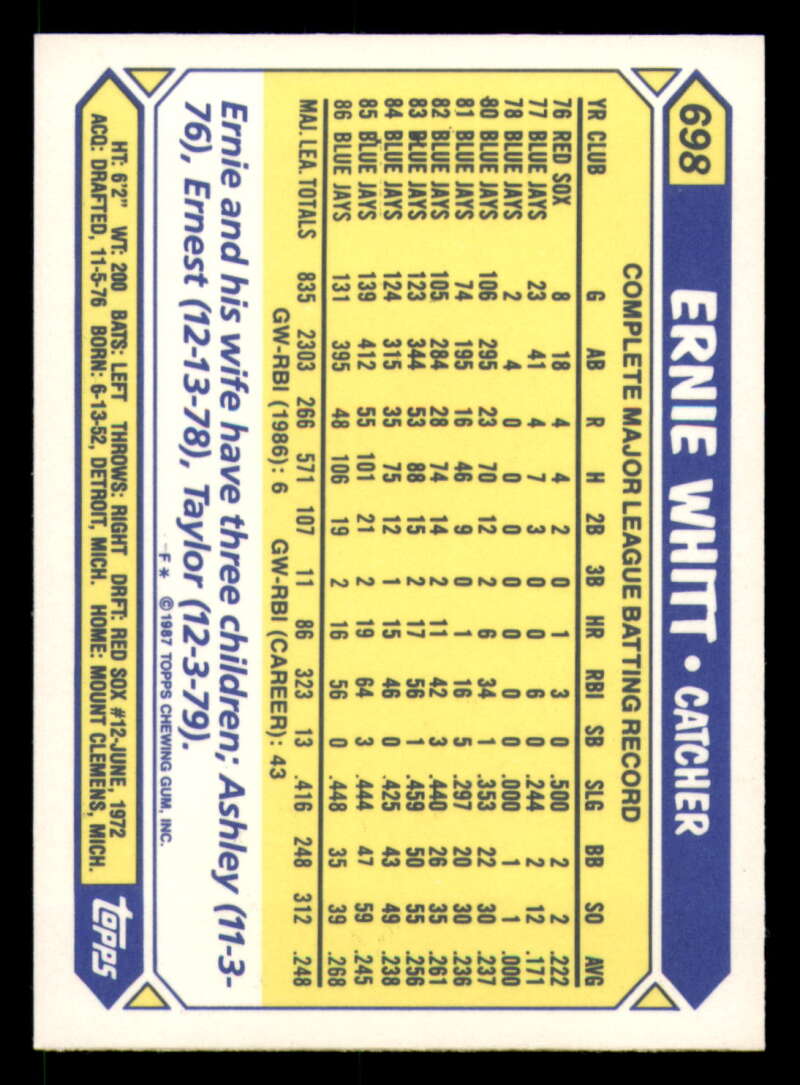 698
ERNIE WHITT • CATCHER
COMPLETE MAJOR LEAGUE BATTING RECORD
YR CLUB G AB R H 2B 3B HR RBI SB SLG BB SO AVG
76 RED SOX 8 18 4 4 2 0 1 3 0 .500 2 2 .222
77 BLUE JAYS 23 41 4 7 3 0 0 6 0 .244 2 12 .171
78 BLUE JAYS 2 4 0 0 0 0 0 0 0 .000 1 1 .000
80 BLUE JAYS 106 295 23 70 12 2 6 34 1 .353 22 30 .237
81 BLUE JAYS 74 195 16 46 9 0 1 16 5 .297 20 30 .236
82 BLUE JAYS 105 284 28 74 14 2 11 42 3 .440 26 35 .261
83 BLUE JAYS 123 344 53 88 15 2 17 56 1 .459 50 55 .256
84 BLUE JAYS 124 315 35 75 12 1 15 46 0 .425 43 49 .238
85 BLUE JAYS 139 412 55 101 21 2 19 64 3 .444 47 59 .245
86 BLUE JAYS 131 395 48 106 19 2 16 56 0 .448 35 39 .268
MAJ. LEA. TOTALS 835 2303 266 571 107 11 86 323 13 .416 248 312 .248
GW-RBI (1986): 6 GW-RBI (CAREER): 43
Ernie and his wife have three children; Ashley (11-3-
76), Ernest (12-13-78), Taylor (12-3-79).
F* © 1987 TOPPS CHEWING GUM, INC.
HT: 6'2" WT: 200 BATS: LEFT THROWS: RIGHT DRFT: RED SOX #12-JUNE, 1972
ACQ: DRAFTED, 11-5-76 BORN: 6-13-52, DETROIT, MICH. HOME: MOUNT CLEMENS, MICH.
topps